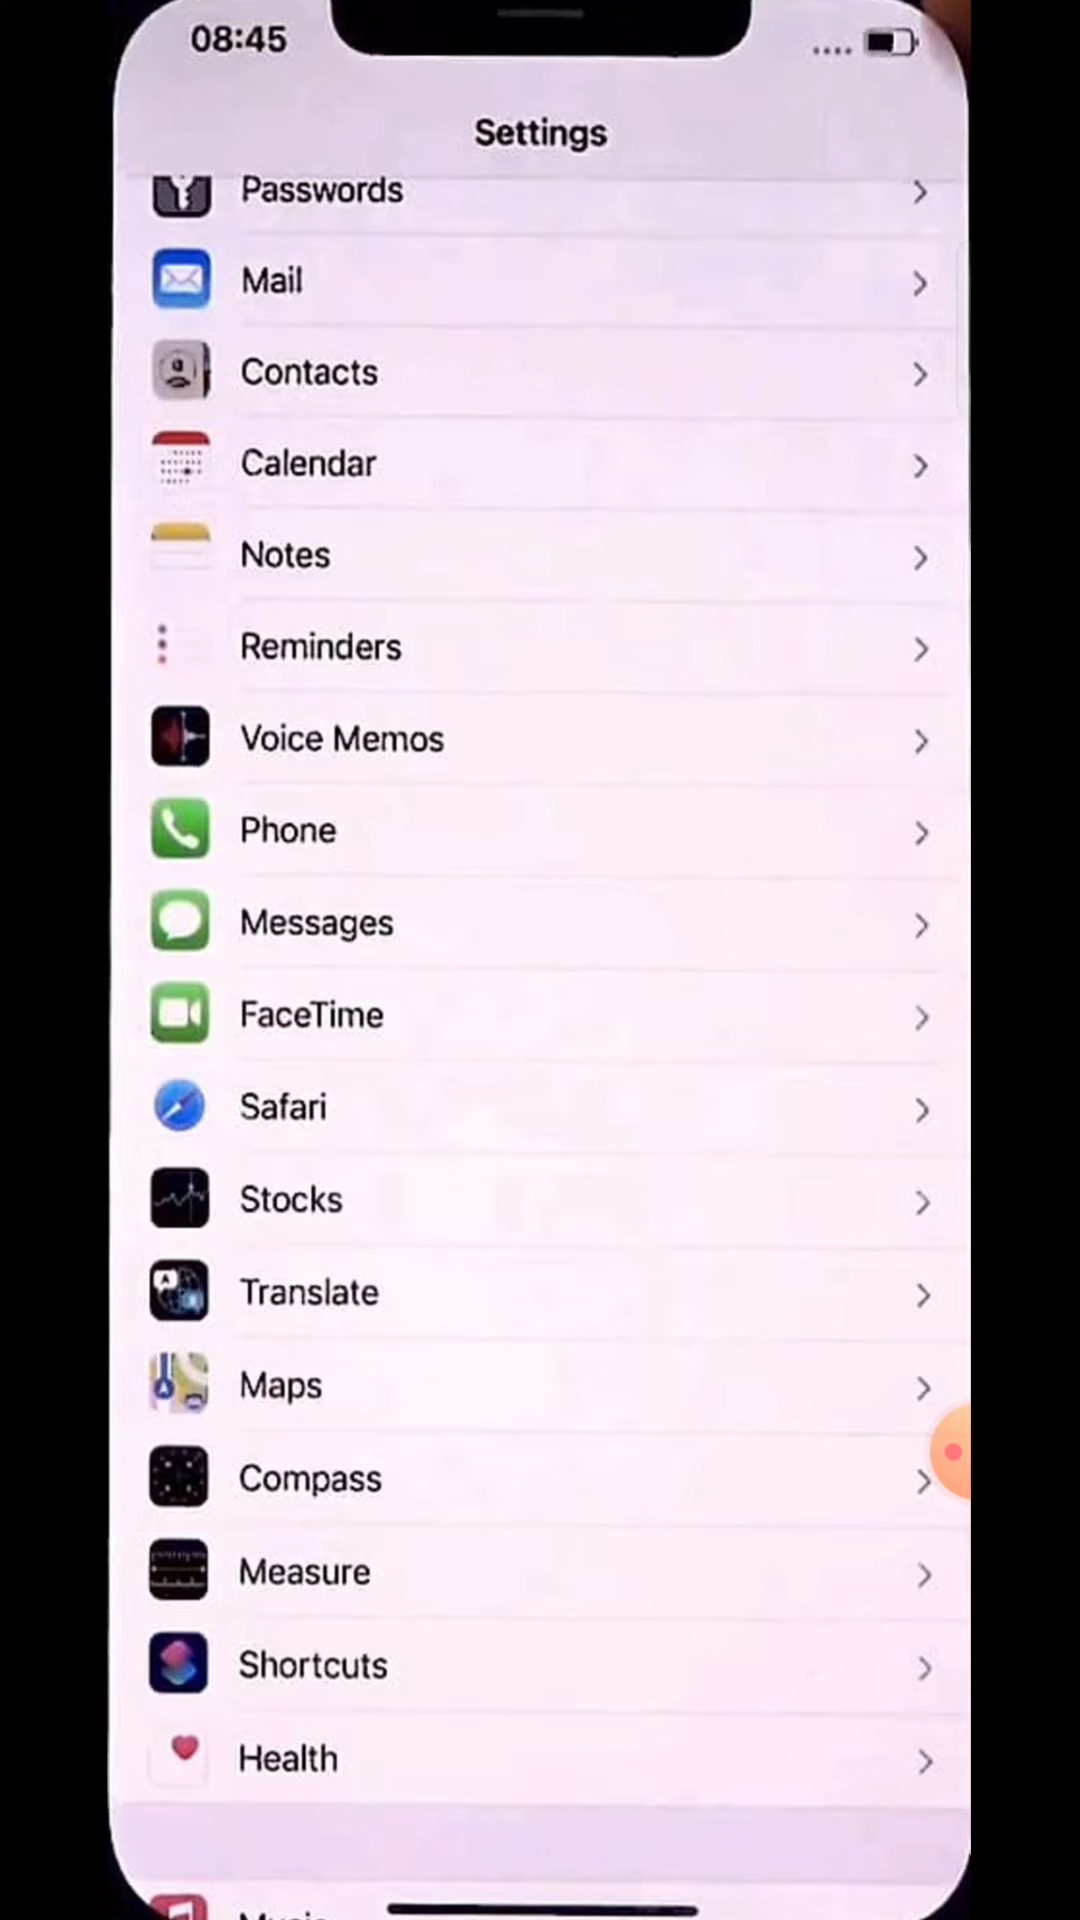 08:45
Settings
Passwords
Mail
Contacts
Calendar
Notes
Reminders
Voice Memos
Phone
Messages
FaceTime
Safari
Stocks
Translate
Maps
Compass
Measure
Shortcuts
Health
Music